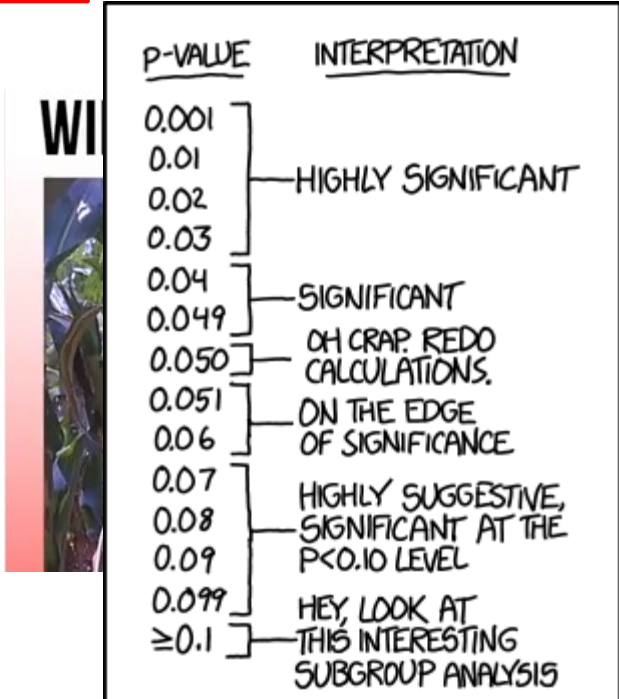 P-VALUE INTERPRETATION
0.001
0.01
0.02
0.03
HIGHLY SIGNIFICANT
0.04
0.049
SIGNIFICANT
0.050
OH CRAP. REDO
CALCULATIONS.
0.051
0.06
ON THE EDGE
OF SIGNIFICANCE
0.07
0.08
0.09
0.099
HIGHLY SUGGESTIVE,
SIGNIFICANT AT THE
P<0.10 LEVEL
≥0.1
HEY, LOOK AT
THIS INTERESTING
SUBGROUP ANALYSIS